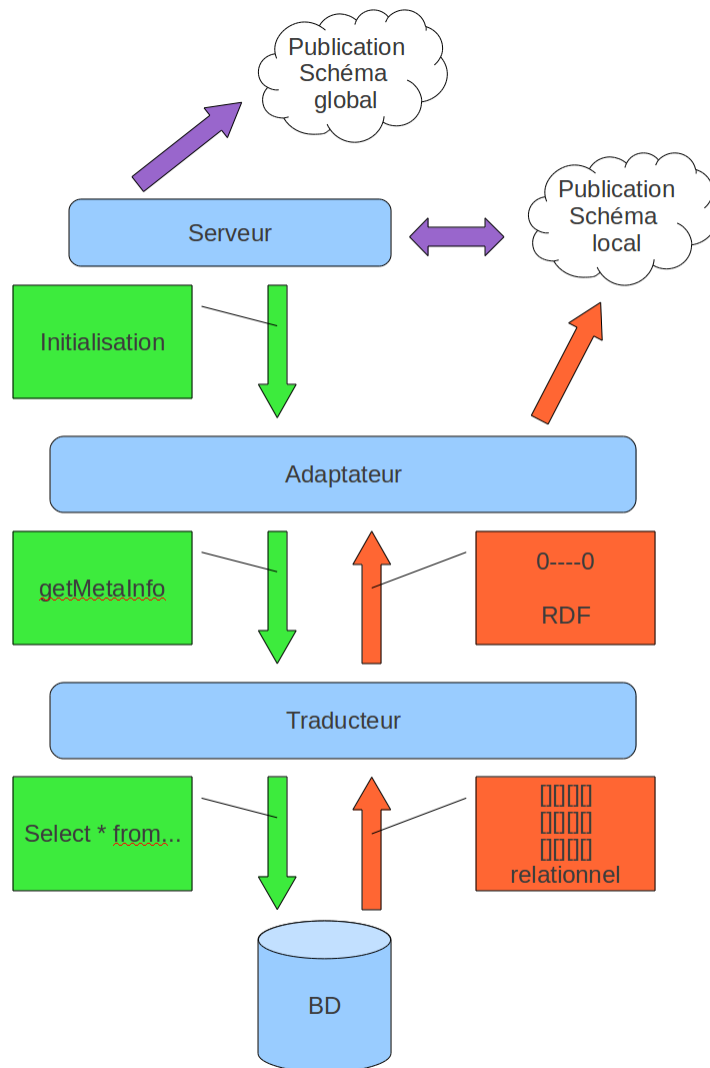 Publication
Schéma
global
Publication
Schéma
local
Serveur
Initialisation
Adaptateur
getMetaInfo
0----0
RDF
Traducteur
Select * from...
▯▯▯▯
▯▯▯▯
▯▯▯▯
relationnel
BD